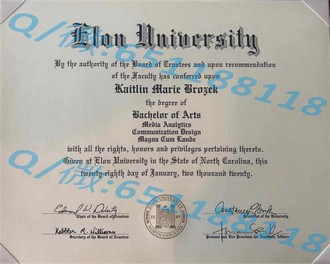 Elon University
By the authority of the Board of Trustees and upon recommendation
of the Faculty has conferred upon
Kaitlin Marie Brozek
the degree of
Bachelor of Arts
Media Analytics
Communication Design
Magna Cum Laude
with all the rights, honors and privileges pertaining thereto.
Given at Elon University in the State of North Carolina, this
twenty-eighth day of January, two thousand twenty.
Chair of the Board of Trustees
President of the University
Secretary of the Board of Trustees
Provost and Vice President for Academic Affairs
Q/微: